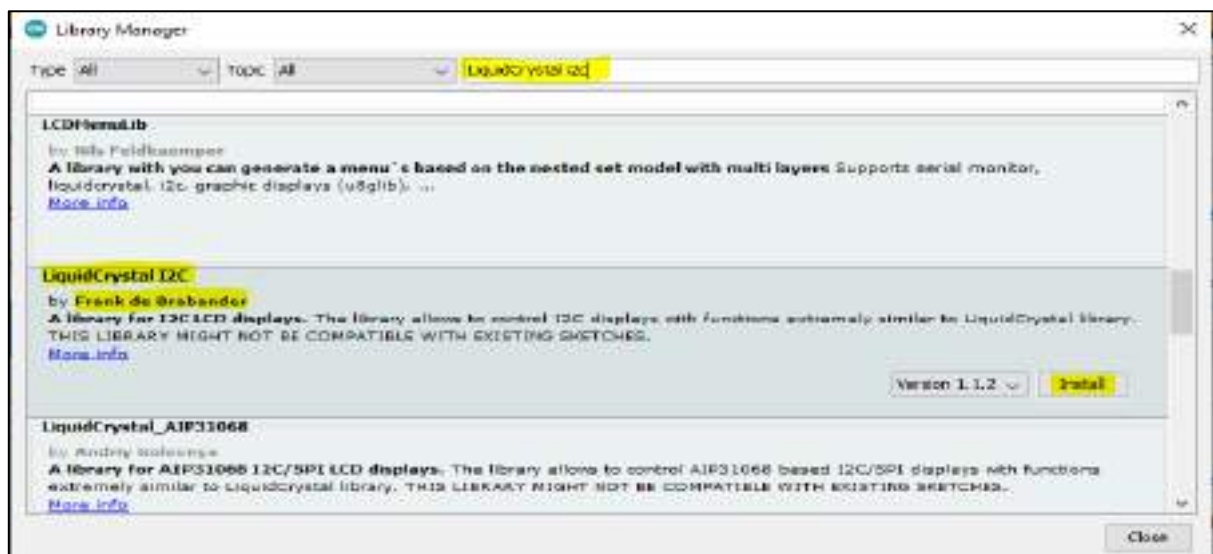 Library Manager
Type All Topic All LiquidCrystal I2C
LCDMenuLib
by Nils Feldkaemper
A library with you can generate a menu`s based on the nested set model with multi layers Supports serial monitor,
liquidcrystal, I2c, graphic displays (u8glib), ...
More info
LiquidCrystal I2C
by Frank de Brabander
A library for I2C LCD displays. The library allows to control I2C displays with functions extremely similar to LiquidCrystal library.
THIS LIBRARY MIGHT NOT BE COMPATIBLE WITH EXISTING SKETCHES.
More info
Version 1.1.2 Install
LiquidCrystal_AIP31068
by Andriy
A library for AIP31068 I2C/SPI LCD displays. The library allows to control AIP31068 based I2C/SPI displays with functions
extremely similar to LiquidCrystal library. THIS LIBRARY MIGHT NOT BE COMPATIBLE WITH EXISTING SKETCHES.
More info
Close